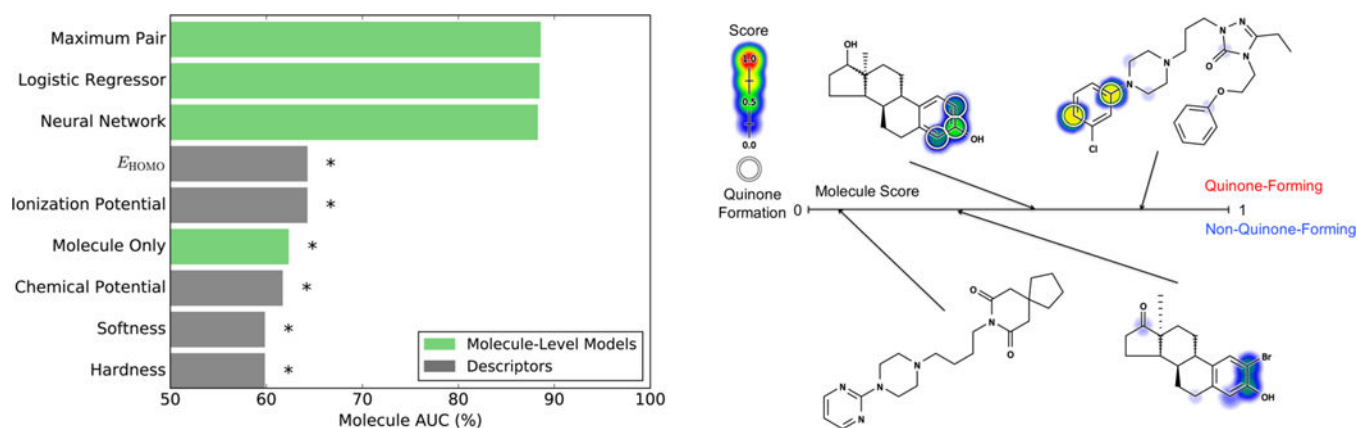 Maximum Pair
Logistic Regressor
Neural Network
E_HOMO *
Ionization Potential *
Molecule Only *
Chemical Potential *
Softness *
Hardness *
Molecule-Level Models
Descriptors
50 60 70 80 90 100
Molecule AUC (%)
Score
1.0
0.5
0.0
Quinone
Formation
OH
OH
N
N
N
N
O
N
O
Cl
Molecule Score
0
1
Quinone-Forming
Non-Quinone-Forming
O
N
O
N
N
N
N
O
Br
OH